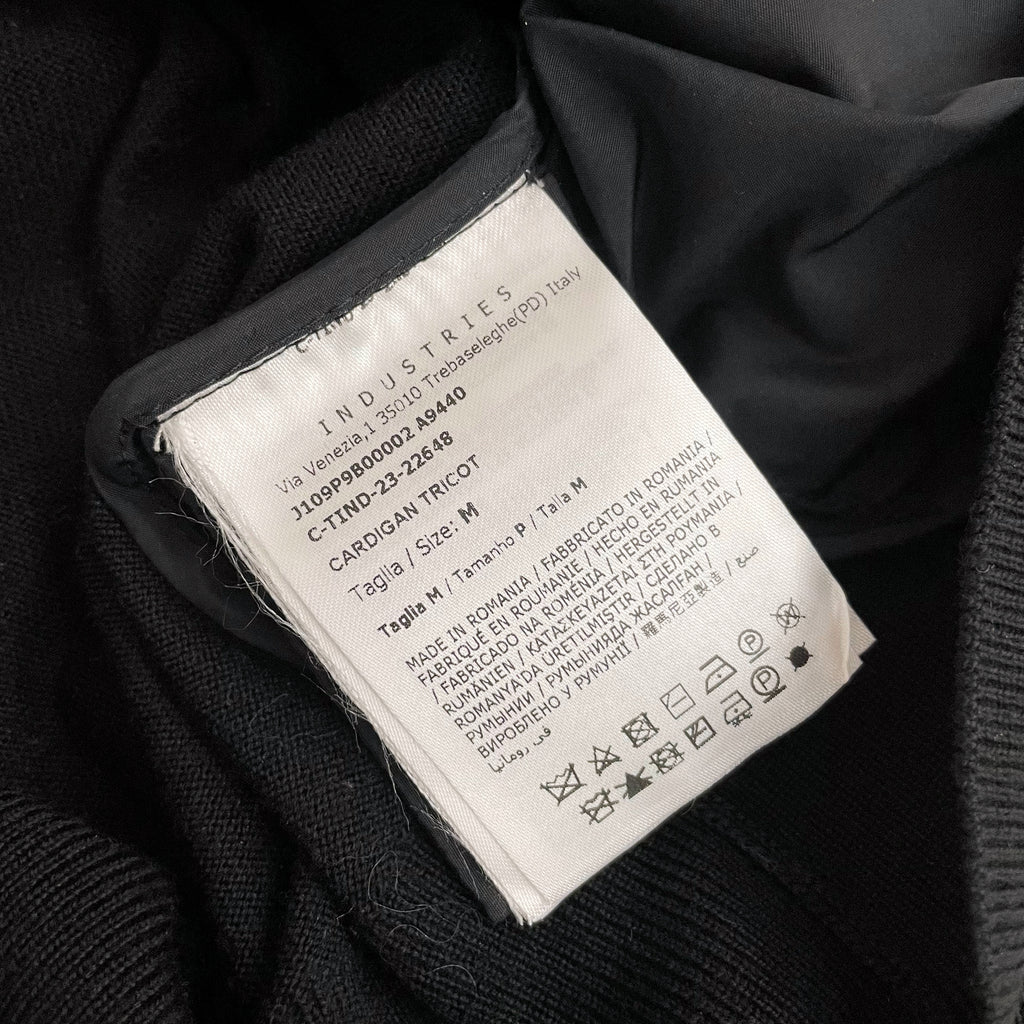 INDUSTRIES
Via Venezia,1 35010 Trebaseleghe(PD) Italy
J109P9B00002 A9440
C-TIND-23-22648
CARDIGAN TRICOT
Taglia / Size: M
Taglia M / Tamanho P / Talla M
MADE IN ROMANIA / FABBRICATO IN ROMANIA /
FABRIQUÉ EN ROUMANIE / HECHO EN RUMANIA
/ FABRICADO NA ROMÉNIA / HERGESTELLT IN
RUMÄNIEN / ΚΑΤΑΣΚΕΥΑΖΕΤΑΙ ΣΤΗ ΡΟΥΜΑΝΙΑ /
ROMANYA'DA ÜRETILMIŞTIR / СДЕЛАНО В
РУМЫНИИ / РУМЫНИЯДА ЖАСАЛҒАН /
ВИРОБЛЕНО У РУМУНІЇ / 羅馬尼亞製造 / صنع
في رومانيا